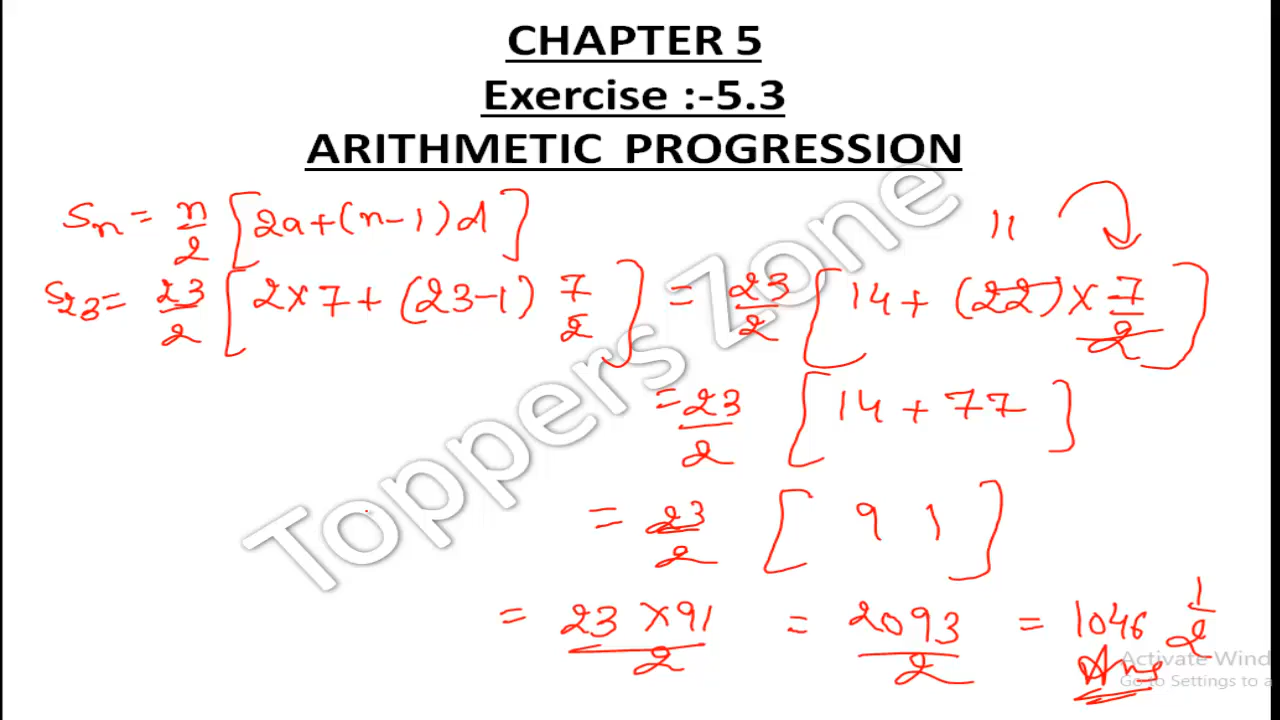 CHAPTER 5
Exercise :-5.3
ARITHMETIC PROGRESSION
Sn = n/2 [2a+(n-1)d]
11
S23 = 23/2 [2×7+(23-1) 7/2] = 23/2 [14+(22)×7/2]
= 23/2 [14+77]
= 23/2 [91]
= 23×91/2 = 2093/2 = 1046 1/2
Ans
Toppers Zone
Activate Wind
Go to Settings to a